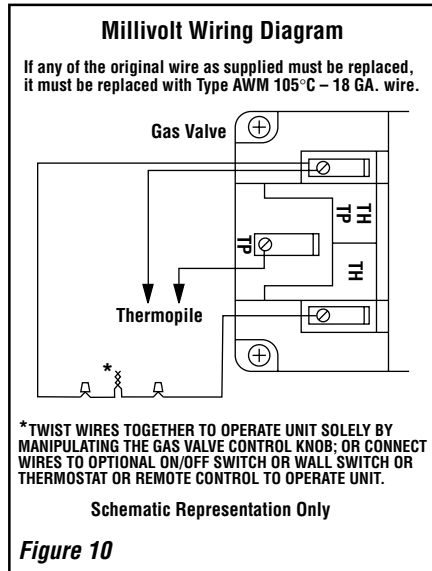 Millivolt Wiring Diagram
If any of the original wire as supplied must be replaced,
it must be replaced with Type AWM 105°C – 18 GA. wire.
Gas Valve
TH
TP
TP
TH
Thermopile
*
*TWIST WIRES TOGETHER TO OPERATE UNIT SOLELY BY
MANIPULATING THE GAS VALVE CONTROL KNOB; OR CONNECT
WIRES TO OPTIONAL ON/OFF SWITCH OR WALL SWITCH OR
THERMOSTAT OR REMOTE CONTROL TO OPERATE UNIT.
Schematic Representation Only
Figure 10